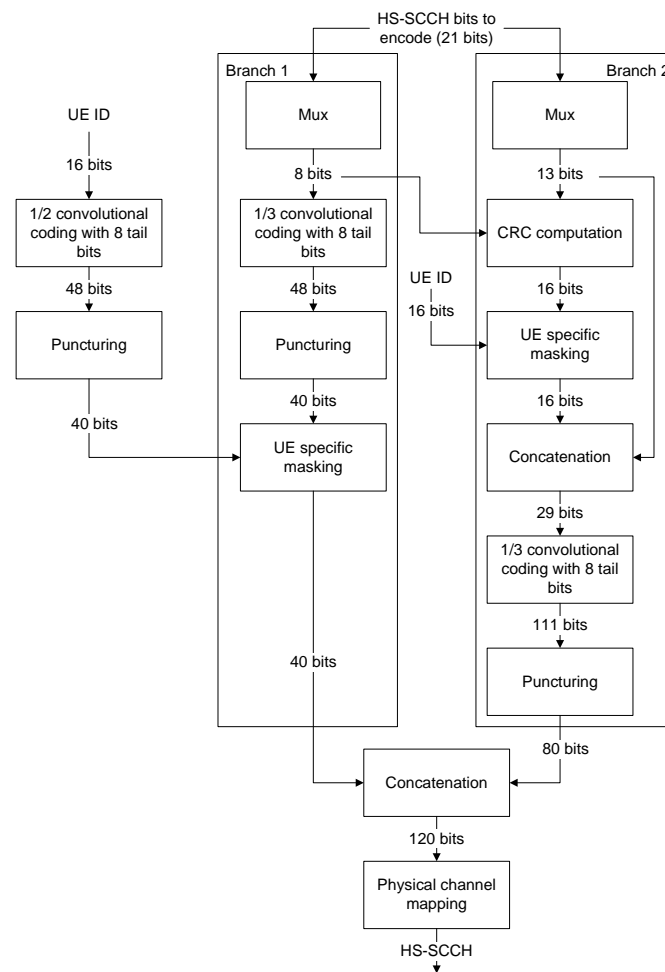 HS-SCCH bits to
encode (21 bits)
Branch 1
Branch 2
UE ID
16 bits
Mux
Mux
8 bits
13 bits
1/2 convolutional
coding with 8 tail
bits
1/3 convolutional
coding with 8 tail
bits
CRC computation
48 bits
48 bits
UE ID
16 bits
16 bits
Puncturing
Puncturing
UE specific
masking
40 bits
40 bits
16 bits
UE specific
masking
Concatenation
29 bits
1/3 convolutional
coding with 8 tail
bits
111 bits
40 bits
Puncturing
80 bits
Concatenation
120 bits
Physical channel
mapping
HS-SCCH